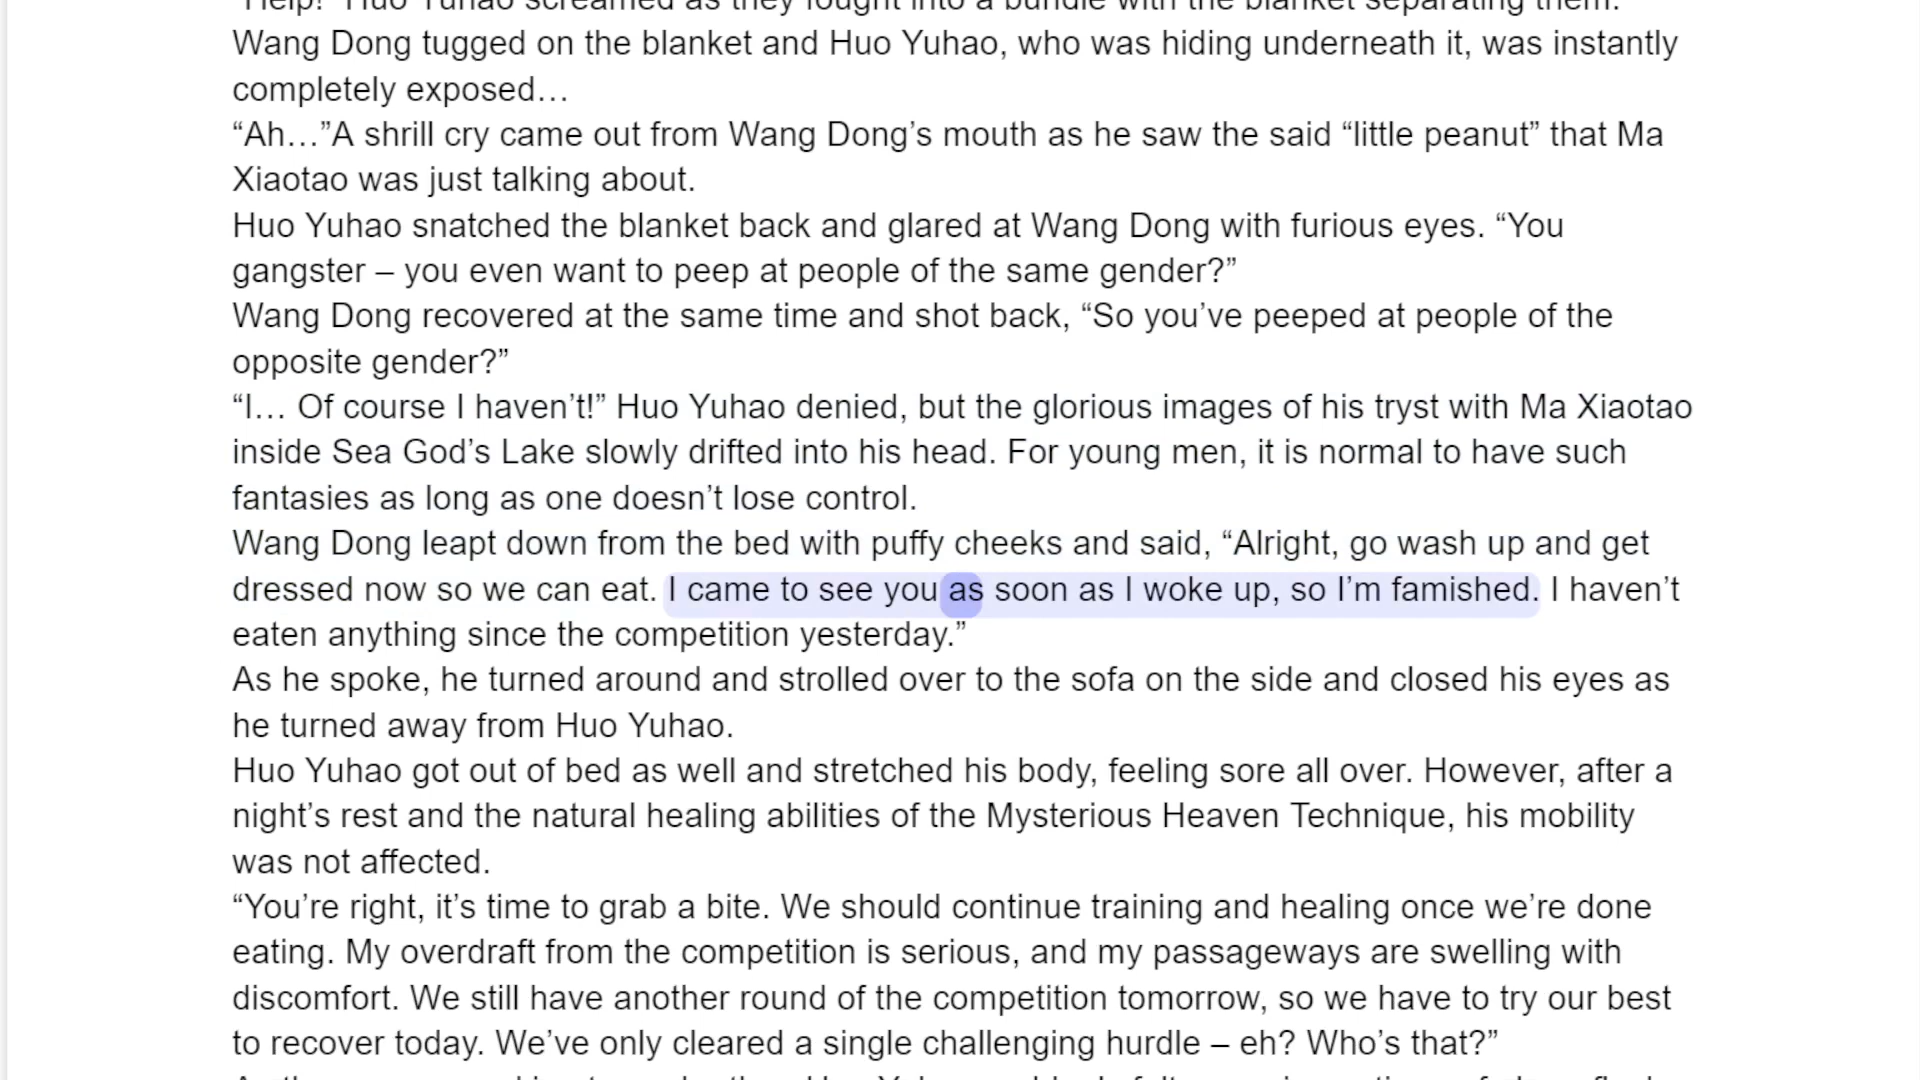 "Help!" Huo Yuhao screamed as they fought into a bundle with the blanket separating them.
Wang Dong tugged on the blanket and Huo Yuhao, who was hiding underneath it, was instantly
completely exposed…
“Ah…”A shrill cry came out from Wang Dong’s mouth as he saw the said “little peanut” that Ma
Xiaotao was just talking about.
Huo Yuhao snatched the blanket back and glared at Wang Dong with furious eyes. “You
gangster – you even want to peep at people of the same gender?”
Wang Dong recovered at the same time and shot back, “So you’ve peeped at people of the
opposite gender?”
“I… Of course I haven’t!” Huo Yuhao denied, but the glorious images of his tryst with Ma Xiaotao
inside Sea God’s Lake slowly drifted into his head. For young men, it is normal to have such
fantasies as long as one doesn’t lose control.
Wang Dong leapt down from the bed with puffy cheeks and said, “Alright, go wash up and get
dressed now so we can eat. I came to see you as soon as I woke up, so I’m famished. I haven’t
eaten anything since the competition yesterday.”
As he spoke, he turned around and strolled over to the sofa on the side and closed his eyes as
he turned away from Huo Yuhao.
Huo Yuhao got out of bed as well and stretched his body, feeling sore all over. However, after a
night’s rest and the natural healing abilities of the Mysterious Heaven Technique, his mobility
was not affected.
“You’re right, it’s time to grab a bite. We should continue training and healing once we’re done
eating. My overdraft from the competition is serious, and my passageways are swelling with
discomfort. We still have another round of the competition tomorrow, so we have to try our best
to recover today. We’ve only cleared a single challenging hurdle – eh? Who’s that?”